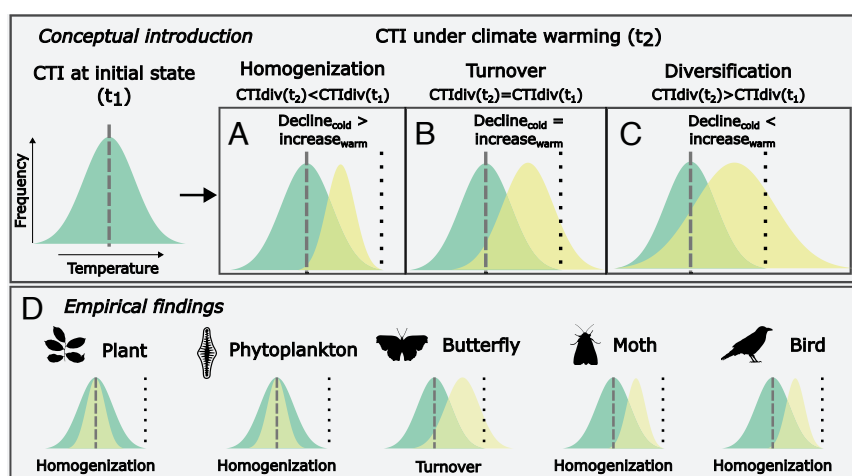 Conceptual introduction
CTI under climate warming (t2)
CTI at initial state
(t1)
Frequency
Temperature
Homogenization
CTIdiv(t2)<CTIdiv(t1)
A
Declinecold >
increasewarm
Turnover
CTIdiv(t2)=CTIdiv(t1)
B
Declinecold =
increasewarm
Diversification
CTIdiv(t2)>CTIdiv(t1)
C
Declinecold <
increasewarm
D
Empirical findings
Plant
Homogenization
Phytoplankton
Homogenization
Butterfly
Turnover
Moth
Homogenization
Bird
Homogenization